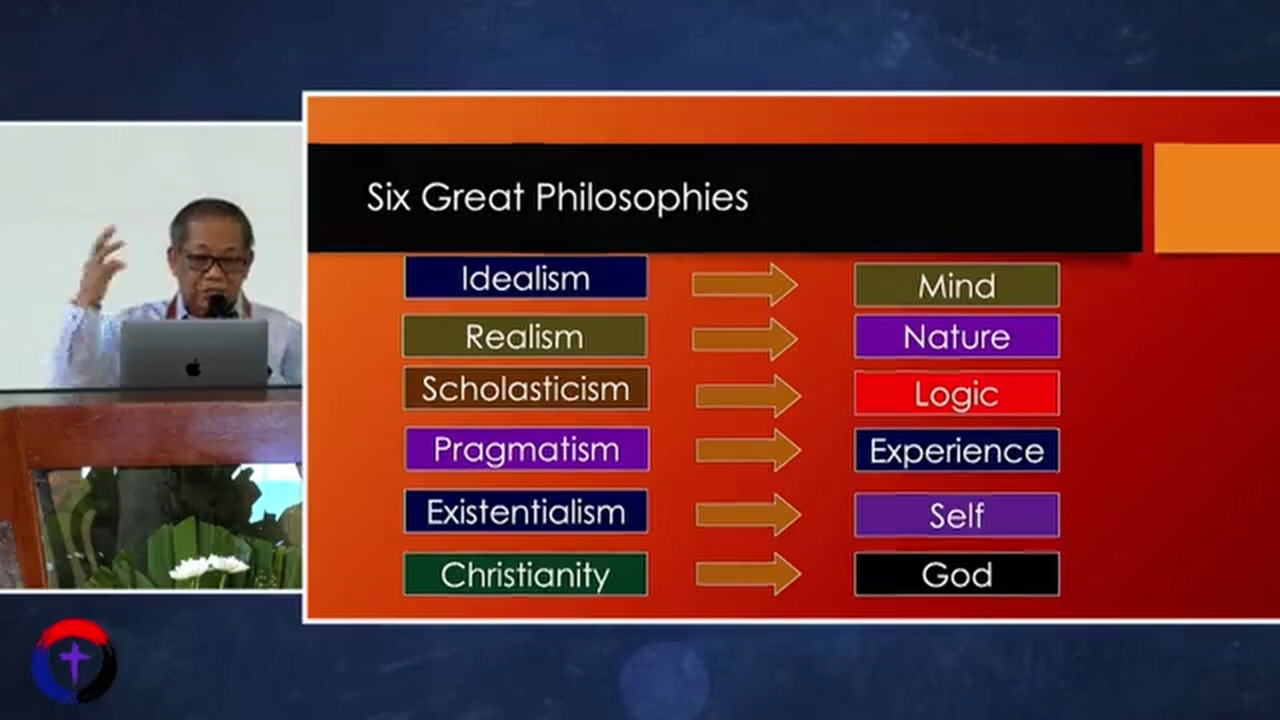 Six Great Philosophies
Idealism
Mind
Realism
Nature
Scholasticism
Logic
Pragmatism
Experience
Existentialism
Self
Christianity
God